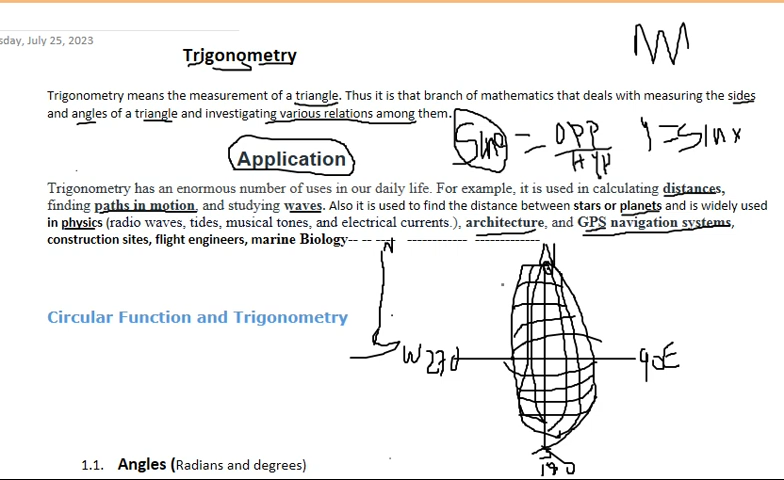 sday, July 25, 2023
Trigonometry
Trigonometry means the measurement of a triangle. Thus it is that branch of mathematics that deals with measuring the sides
and angles of a triangle and investigating various relations among them.
Sinθ = OPP / HYP
Y = Sinx
Application
Trigonometry has an enormous number of uses in our daily life. For example, it is used in calculating distances,
finding paths in motion, and studying waves. Also it is used to find the distance between stars or planets and is widely used
in physics (radio waves, tides, musical tones, and electrical currents.), architecture, and GPS navigation systems,
construction sites, flight engineers, marine Biology-- – -- ------------- --------------
N
N
Circular Function and Trigonometry
W 270
90E
180
1.1. Angles (Radians and degrees)